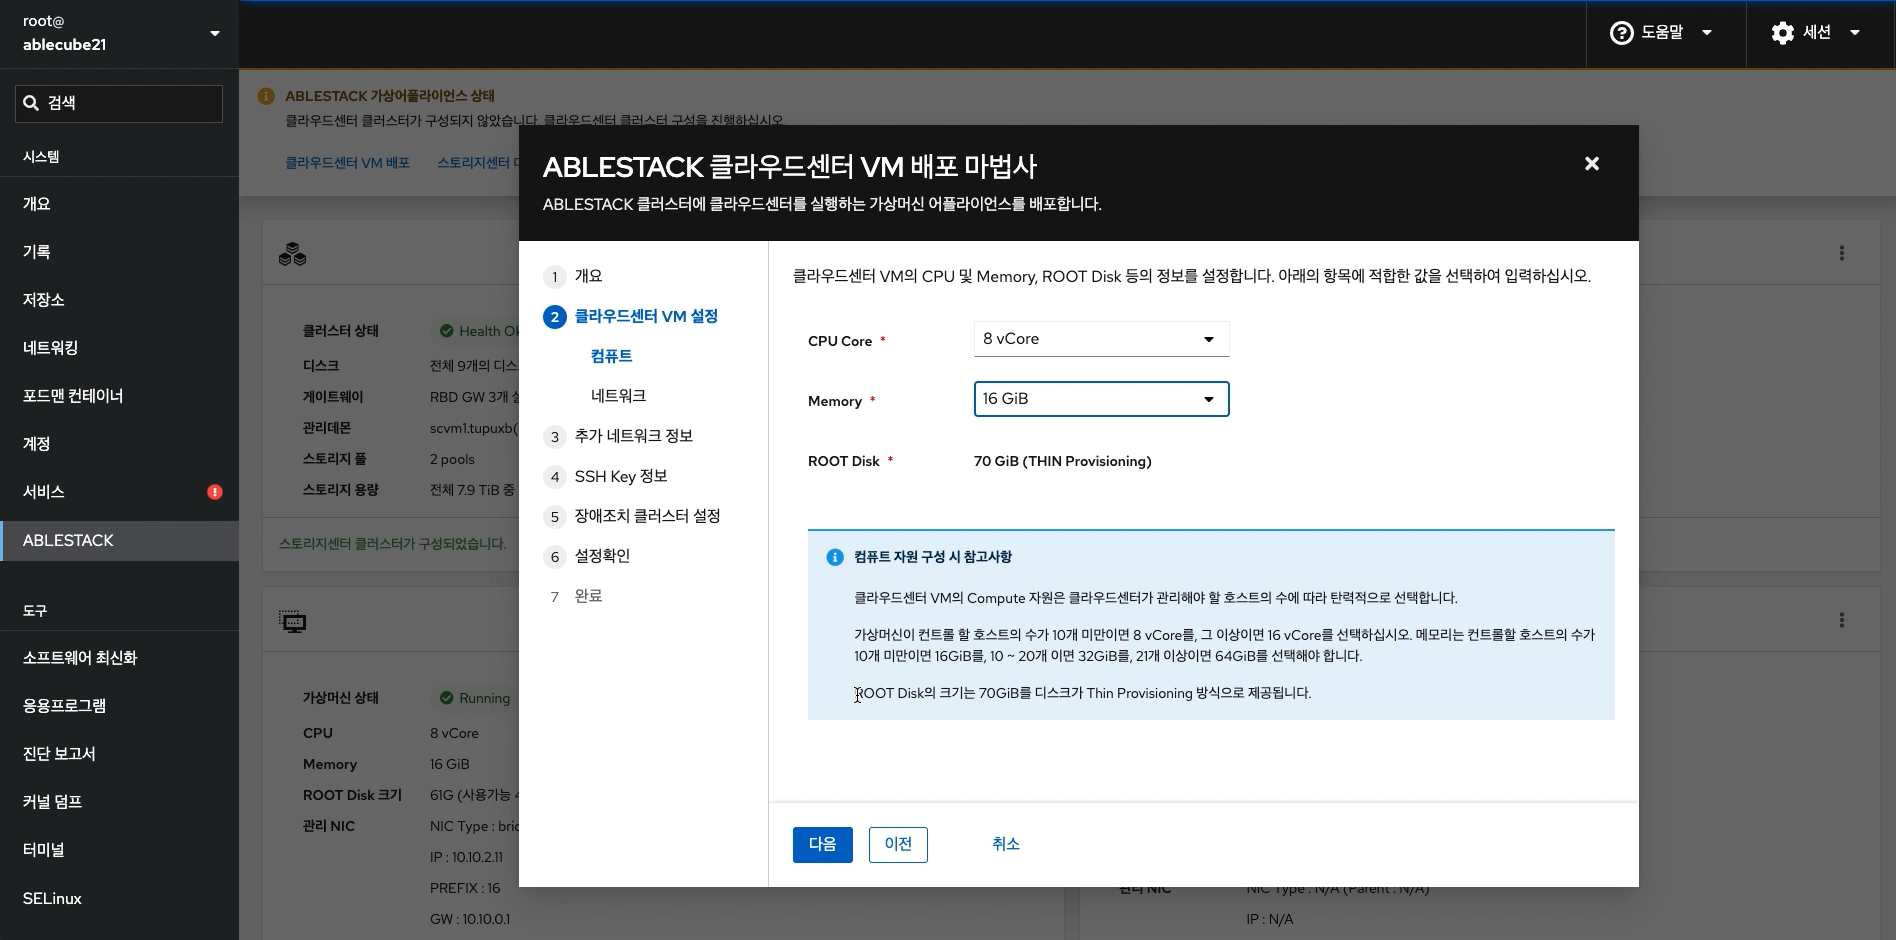 root@
ablecube21
도움말
세션
검색
시스템
개요
기록
저장소
네트워킹
포드맨 컨테이너
계정
서비스
ABLESTACK
도구
소프트웨어 최신화
응용프로그램
진단 보고서
커널 덤프
터미널
SELinux
ABLESTACK 가상어플라이언스 상태
클라우드센터 클러스터가 구성되지 않았습니다. 클라우드센터 클러스터 구성을 진행하십시오.
클라우드센터 VM 배포
스토리지센터
클러스터 상태
Health Ok
디스크
전체 9개의 디스
게이트웨이
RBD GW 3개
관리데몬
scvm1.tupuxb(
스토리지 풀
2 pools
스토리지 용량
전체 7.9 TiB 중
스토리지센터 클러스터가 구성되었습니다.
가상머신 상태
Running
CPU
8 vCore
Memory
16 GiB
ROOT Disk 크기
61G (사용가능
관리 NIC
NIC Type : bric
IP : 10.10.2.11
PREFIX : 16
GW : 10.10.0.1
ABLESTACK 클라우드센터 VM 배포 마법사
ABLESTACK 클러스터에 클라우드센터를 실행하는 가상머신 어플라이언스를 배포합니다.
1 개요
2 클라우드센터 VM 설정
컴퓨트
네트워크
3 추가 네트워크 정보
4 SSH Key 정보
5 장애조치 클러스터 설정
6 설정확인
7 완료
클라우드센터 VM의 CPU 및 Memory, ROOT Disk 등의 정보를 설정합니다. 아래의 항목에 적합한 값을 선택하여 입력하십시오.
CPU Core *
8 vCore
Memory *
16 GiB
ROOT Disk *
70 GiB (THIN Provisioning)
컴퓨트 자원 구성 시 참고사항
클라우드센터 VM의 Compute 자원은 클라우드센터가 관리해야 할 호스트의 수에 따라 탄력적으로 선택합니다.
가상머신이 컨트롤 할 호스트의 수가 10개 미만이면 8 vCore를, 그 이상이면 16 vCore를 선택하십시오. 메모리는 컨트롤할 호스트의 수가
10개 미만이면 16GiB를, 10 ~ 20개 이면 32GiB를, 21개 이상이면 64GiB를 선택해야 합니다.
ROOT Disk의 크기는 70GiB를 디스크가 Thin Provisioning 방식으로 제공됩니다.
다음
이전
취소
관리 NIC
NIC Type : N/A (Parent : N/A)
IP : N/A